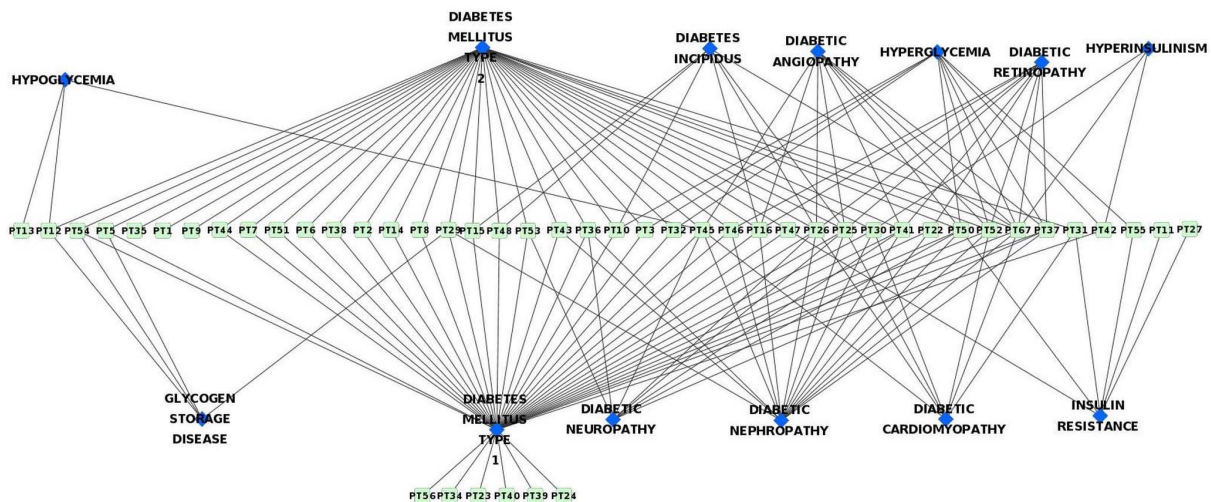 DIABETES
MELLITUS
TYPE
2
DIABETES
INCIPIDUS
DIABETIC
ANGIOPATHY
HYPERGLYCEMIA
DIABETIC
RETINOPATHY
HYPERINSULINISM
HYPOGLYCEMIA
PT13 PT12 PT54 PT5 PT35 PT1 PT9 PT44 PT7 PT51 PT6 PT38 PT2 PT14 PT8 PT29 PT15 PT48 PT53 PT43 PT36 PT10 PT3 PT32 PT45 PT46 PT16 PT47 PT26 PT25 PT30 PT41 PT22 PT50 PT52 PT67 PT37 PT31 PT42 PT55 PT11 PT27
GLYCOGEN
STORAGE
DISEASE
DIABETES
MELLITUS
TYPE
1
DIABETIC
NEUROPATHY
DIABETIC
NEPHROPATHY
DIABETIC
CARDIOMYOPATHY
INSULIN
RESISTANCE
PT56 PT34 PT23 PT40 PT39 PT24